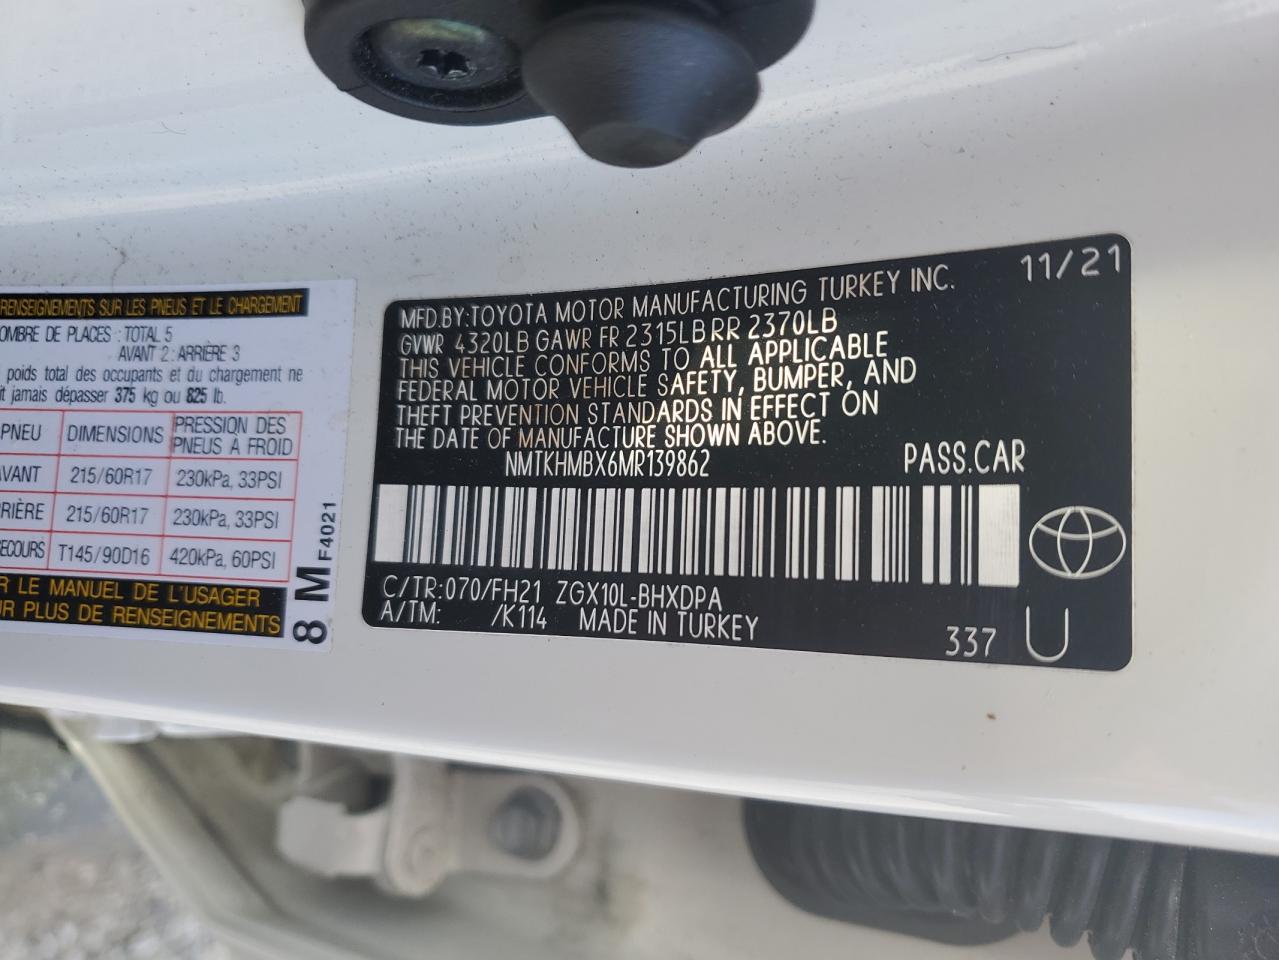 RENSEIGNEMENTS SUR LES PNEUS ET LE CHARGEMENT
OMBRE DE PLACES : TOTAL 5
AVANT 2 : ARRIÈRE 3
poids total des occupants et du chargement ne
it jamais dépasser 375 kg ou 825 lb.
PNEU DIMENSIONS PRESSION DES PNEUS A FROID
AVANT 215/60R17 230kPa, 33PSI
RRIÈRE 215/60R17 230kPa, 33PSI
SECOURS T145/90D16 420kPa, 60PSI
R LE MANUEL DE L'USAGER
UR PLUS DE RENSEIGNEMENTS
8 M F4021
11/21
MFD.BY:TOYOTA MOTOR MANUFACTURING TURKEY INC.
GVWR 4320LB GAWR FR 2315LB RR 2370LB
THIS VEHICLE CONFORMS TO ALL APPLICABLE
FEDERAL MOTOR VEHICLE SAFETY, BUMPER, AND
THEFT PREVENTION STANDARDS IN EFFECT ON
THE DATE OF MANUFACTURE SHOWN ABOVE.
NMTKHMBX6MR139862 PASS.CAR
C/TR:070/FH21 ZGX10L-BHXDPA
A/TM: /K114 MADE IN TURKEY
337 U